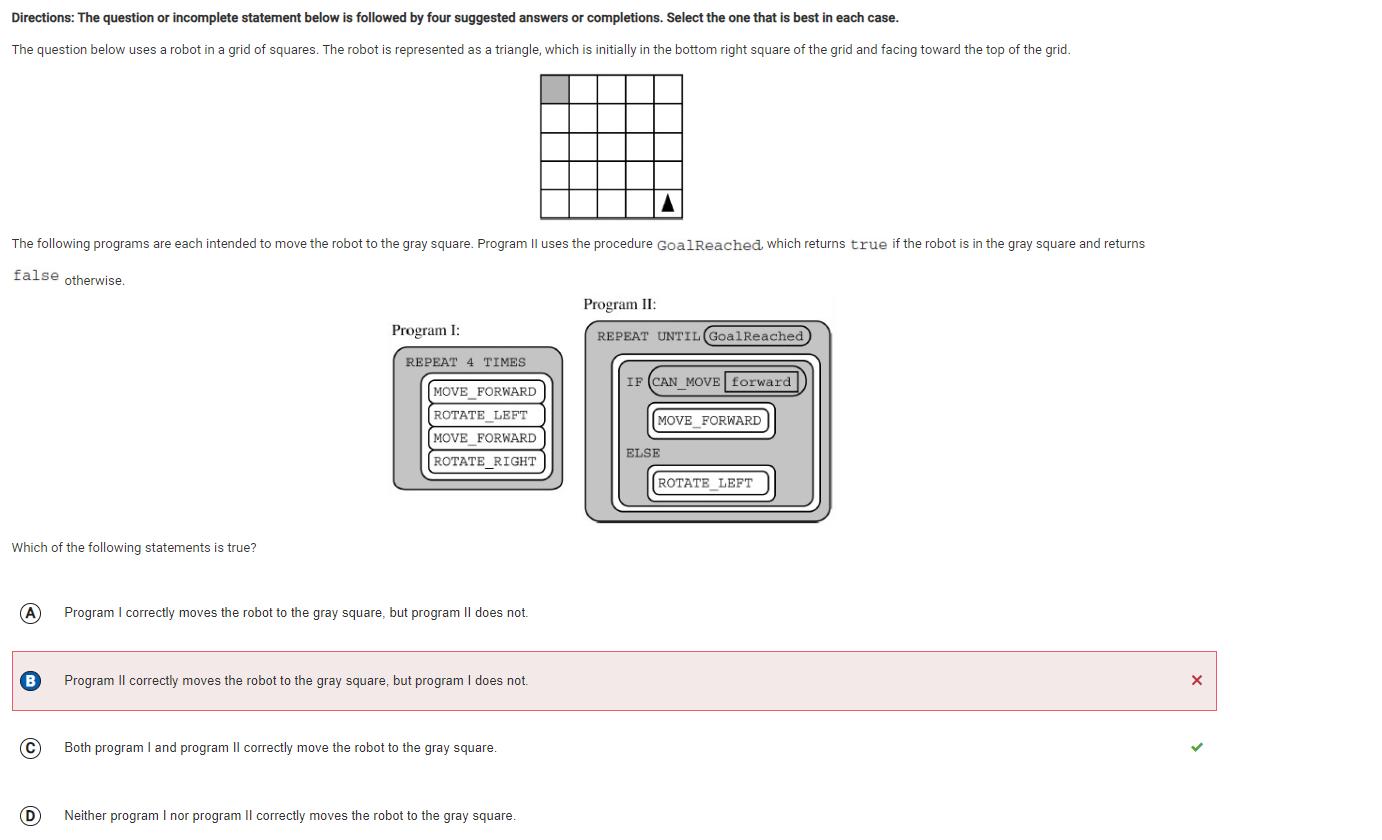 Directions: The question or incomplete statement below is followed by four suggested answers or completions. Select the one that is best in each case.
The question below uses a robot in a grid of squares. The robot is represented as a triangle, which is initially in the bottom right square of the grid and facing toward the top of the grid.
The following programs are each intended to move the robot to the gray square. Program II uses the procedure GoalReached, which returns true if the robot is in the gray square and returns
false otherwise.
Program I:
REPEAT 4 TIMES
MOVE_FORWARD
ROTATE_LEFT
MOVE_FORWARD
ROTATE_RIGHT
Program II:
REPEAT UNTIL GoalReached
IF CAN_MOVE forward
MOVE_FORWARD
ELSE
ROTATE_LEFT
Which of the following statements is true?
A Program I correctly moves the robot to the gray square, but program II does not.
B Program II correctly moves the robot to the gray square, but program I does not.
C Both program I and program II correctly move the robot to the gray square.
D Neither program I nor program II correctly moves the robot to the gray square.